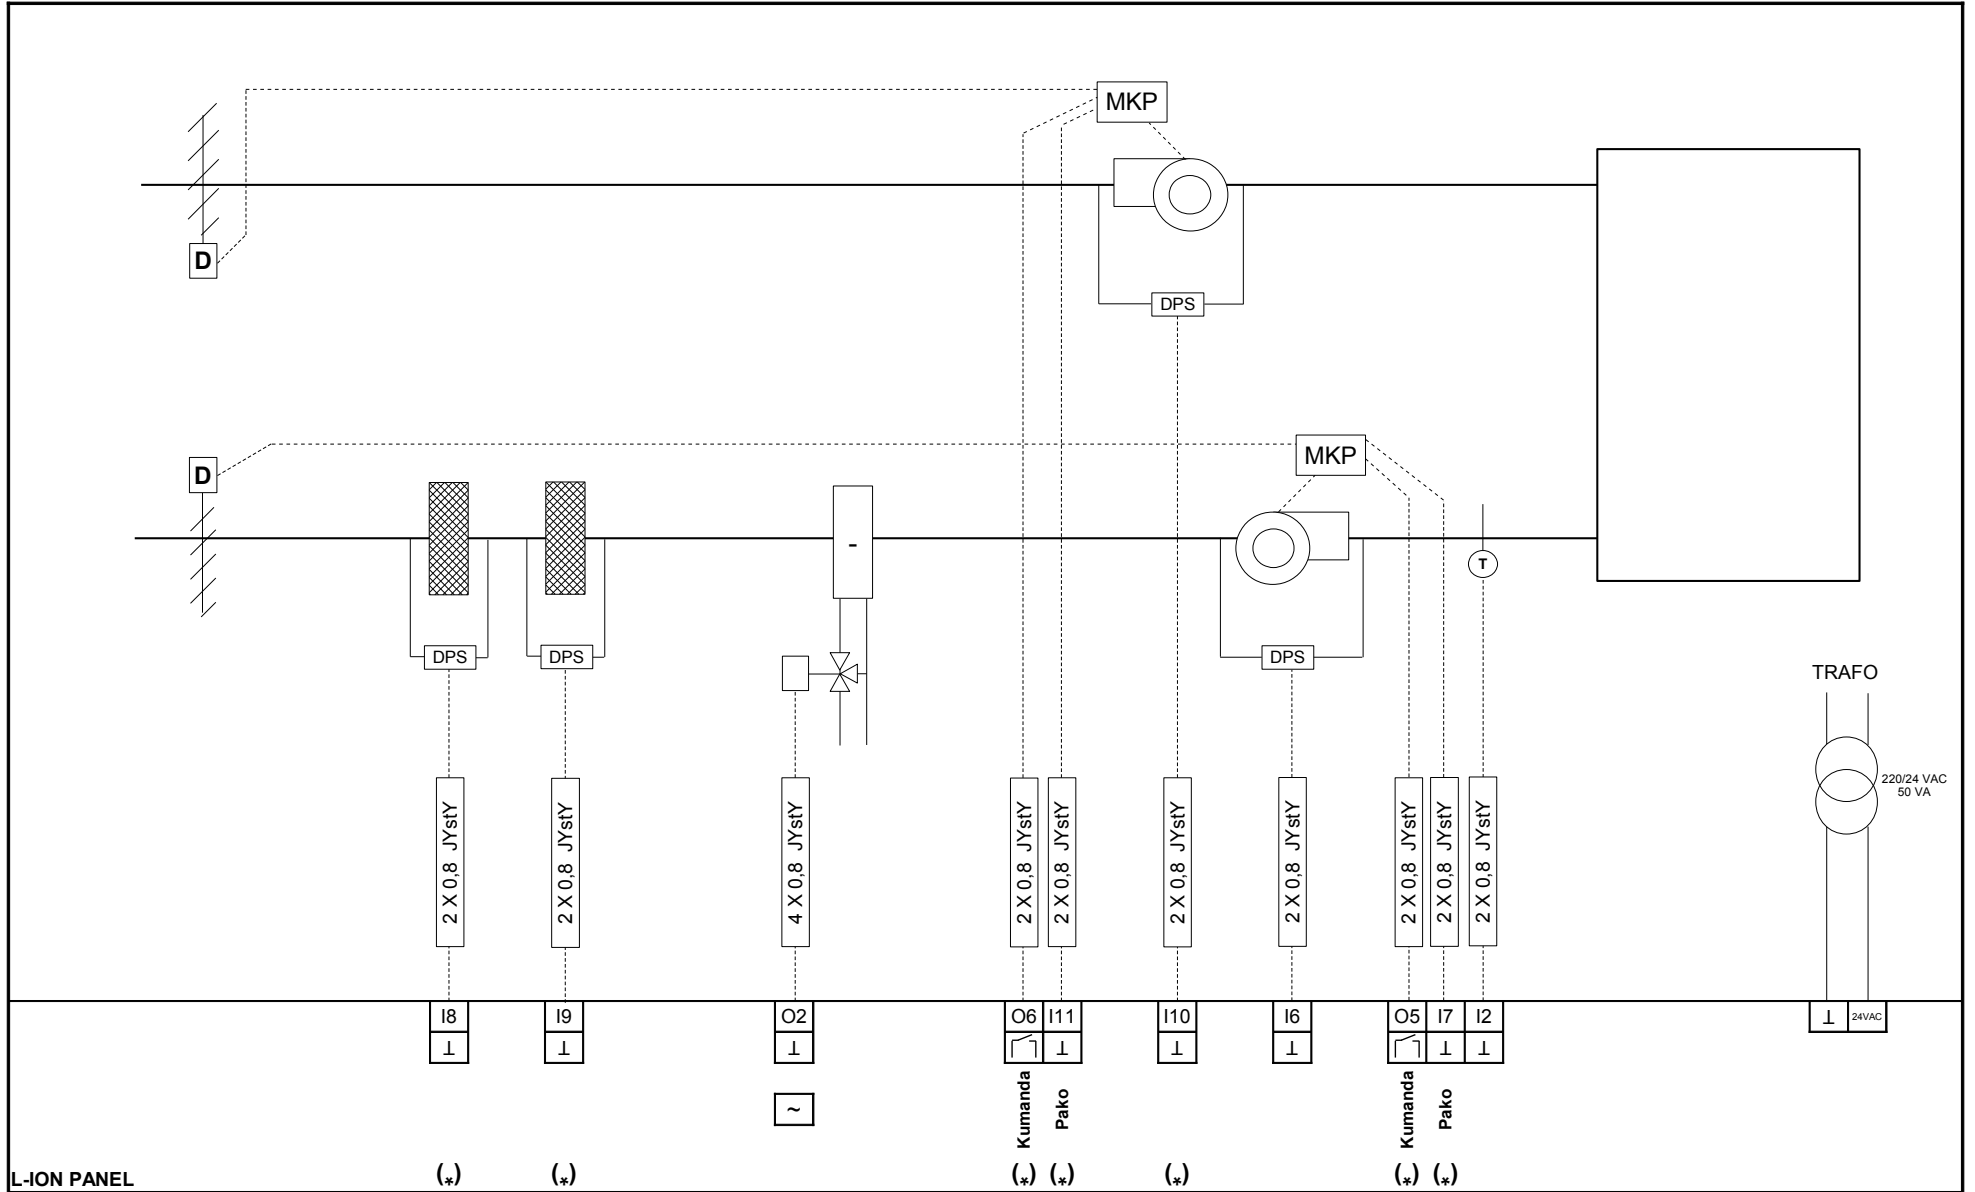 MKP
D
DPS
MKP
D
-
T
DPS
DPS
DPS
TRAFO
220/24 VAC
50 VA
2 X 0,8 JYstY
2 X 0,8 JYstY
4 X 0,8 JYstY
2 X 0,8 JYstY
2 X 0,8 JYstY
2 X 0,8 JYstY
2 X 0,8 JYstY
2 X 0,8 JYstY
2 X 0,8 JYstY
2 X 0,8 JYstY
I8 I9 O2 O6 I11 I10 I6 O5 I7 I2 ⊥ 24VAC
⊥ ⊥ ⊥ ⊥ ⊥ ⊥ ⊥ ⊥
~
Kumanda
Pako
Kumanda
Pako
L-ION PANEL (*) (*) (*) (*) (*) (*) (*)